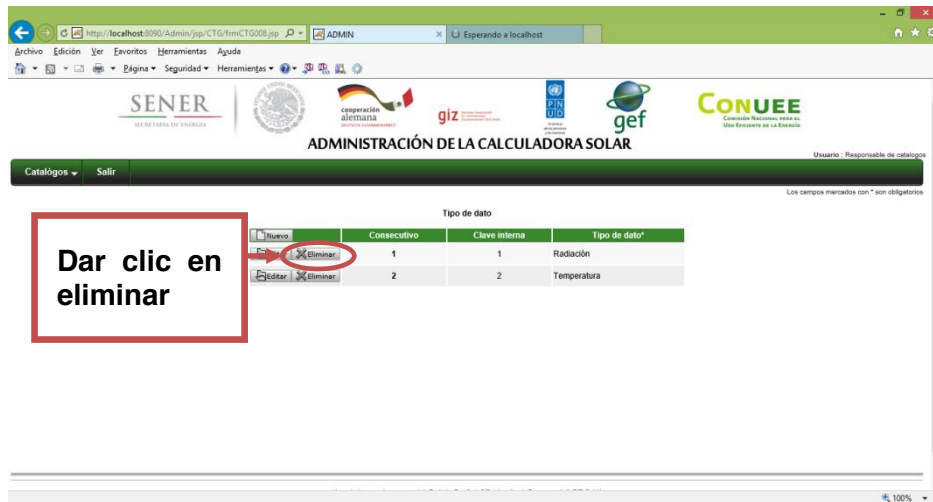 http://localhost:8090/Admin/jsp/CTG/frmCTG008.jsp
ADMIN
Esperando a localhost
Archivo Edición Ver Favoritos Herramientas Ayuda
Página Seguridad Herramientas
SENER
SECRETARÍA DE ENERGÍA
cooperación
alemana
DEUTSCHE ZUSAMMENARBEIT
giz
P N
U D
gef
CONUEE
Comisión Nacional para el
Uso Eficiente de la Energía
ADMINISTRACIÓN DE LA CALCULADORA SOLAR
Usuario : Responsable de catalogos
Catalógos Salir
Los campos marcados con * son obligatorios
Tipo de dato
Nuevo Consecutivo Clave interna Tipo de dato*
Eliminar 1 1 Radiación
Editar Eliminar 2 2 Temperatura
Dar clic en
eliminar
100%